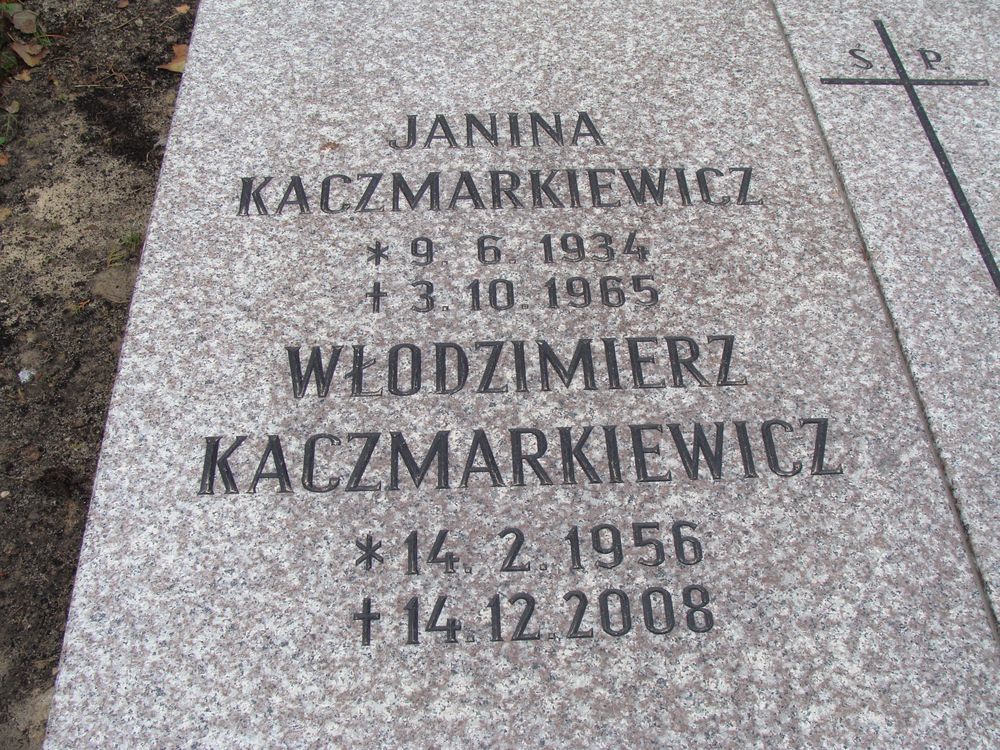 Ś P
JANINA
KACZMARKIEWICZ
* 9. 6. 1934
† 3. 10. 1965
WŁODZIMIERZ
KACZMARKIEWICZ
* 14. 2. 1956
† 14. 12. 2008